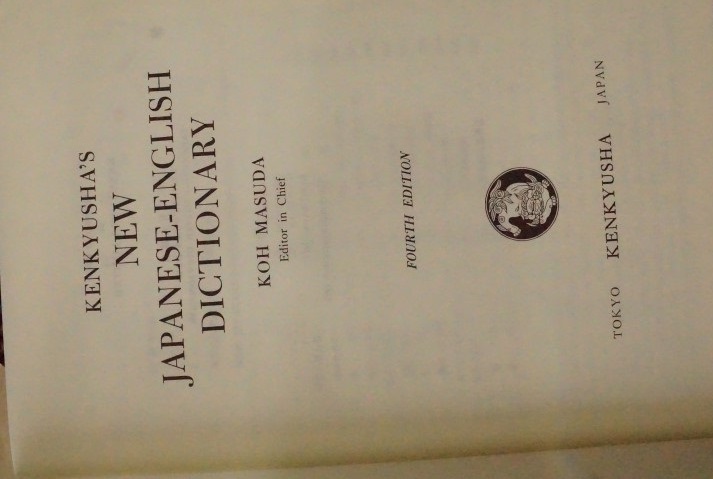 KENKYUSHA'S
NEW
JAPANESE-ENGLISH
DICTIONARY
KOH MASUDA
Editor in Chief
FOURTH EDITION
TOKYO KENKYUSHA JAPAN